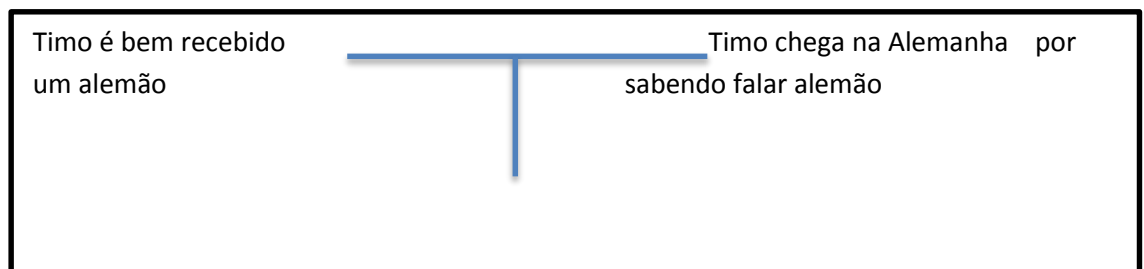 Timo é bem recebido Timo chega na Alemanha por
um alemão sabendo falar alemão